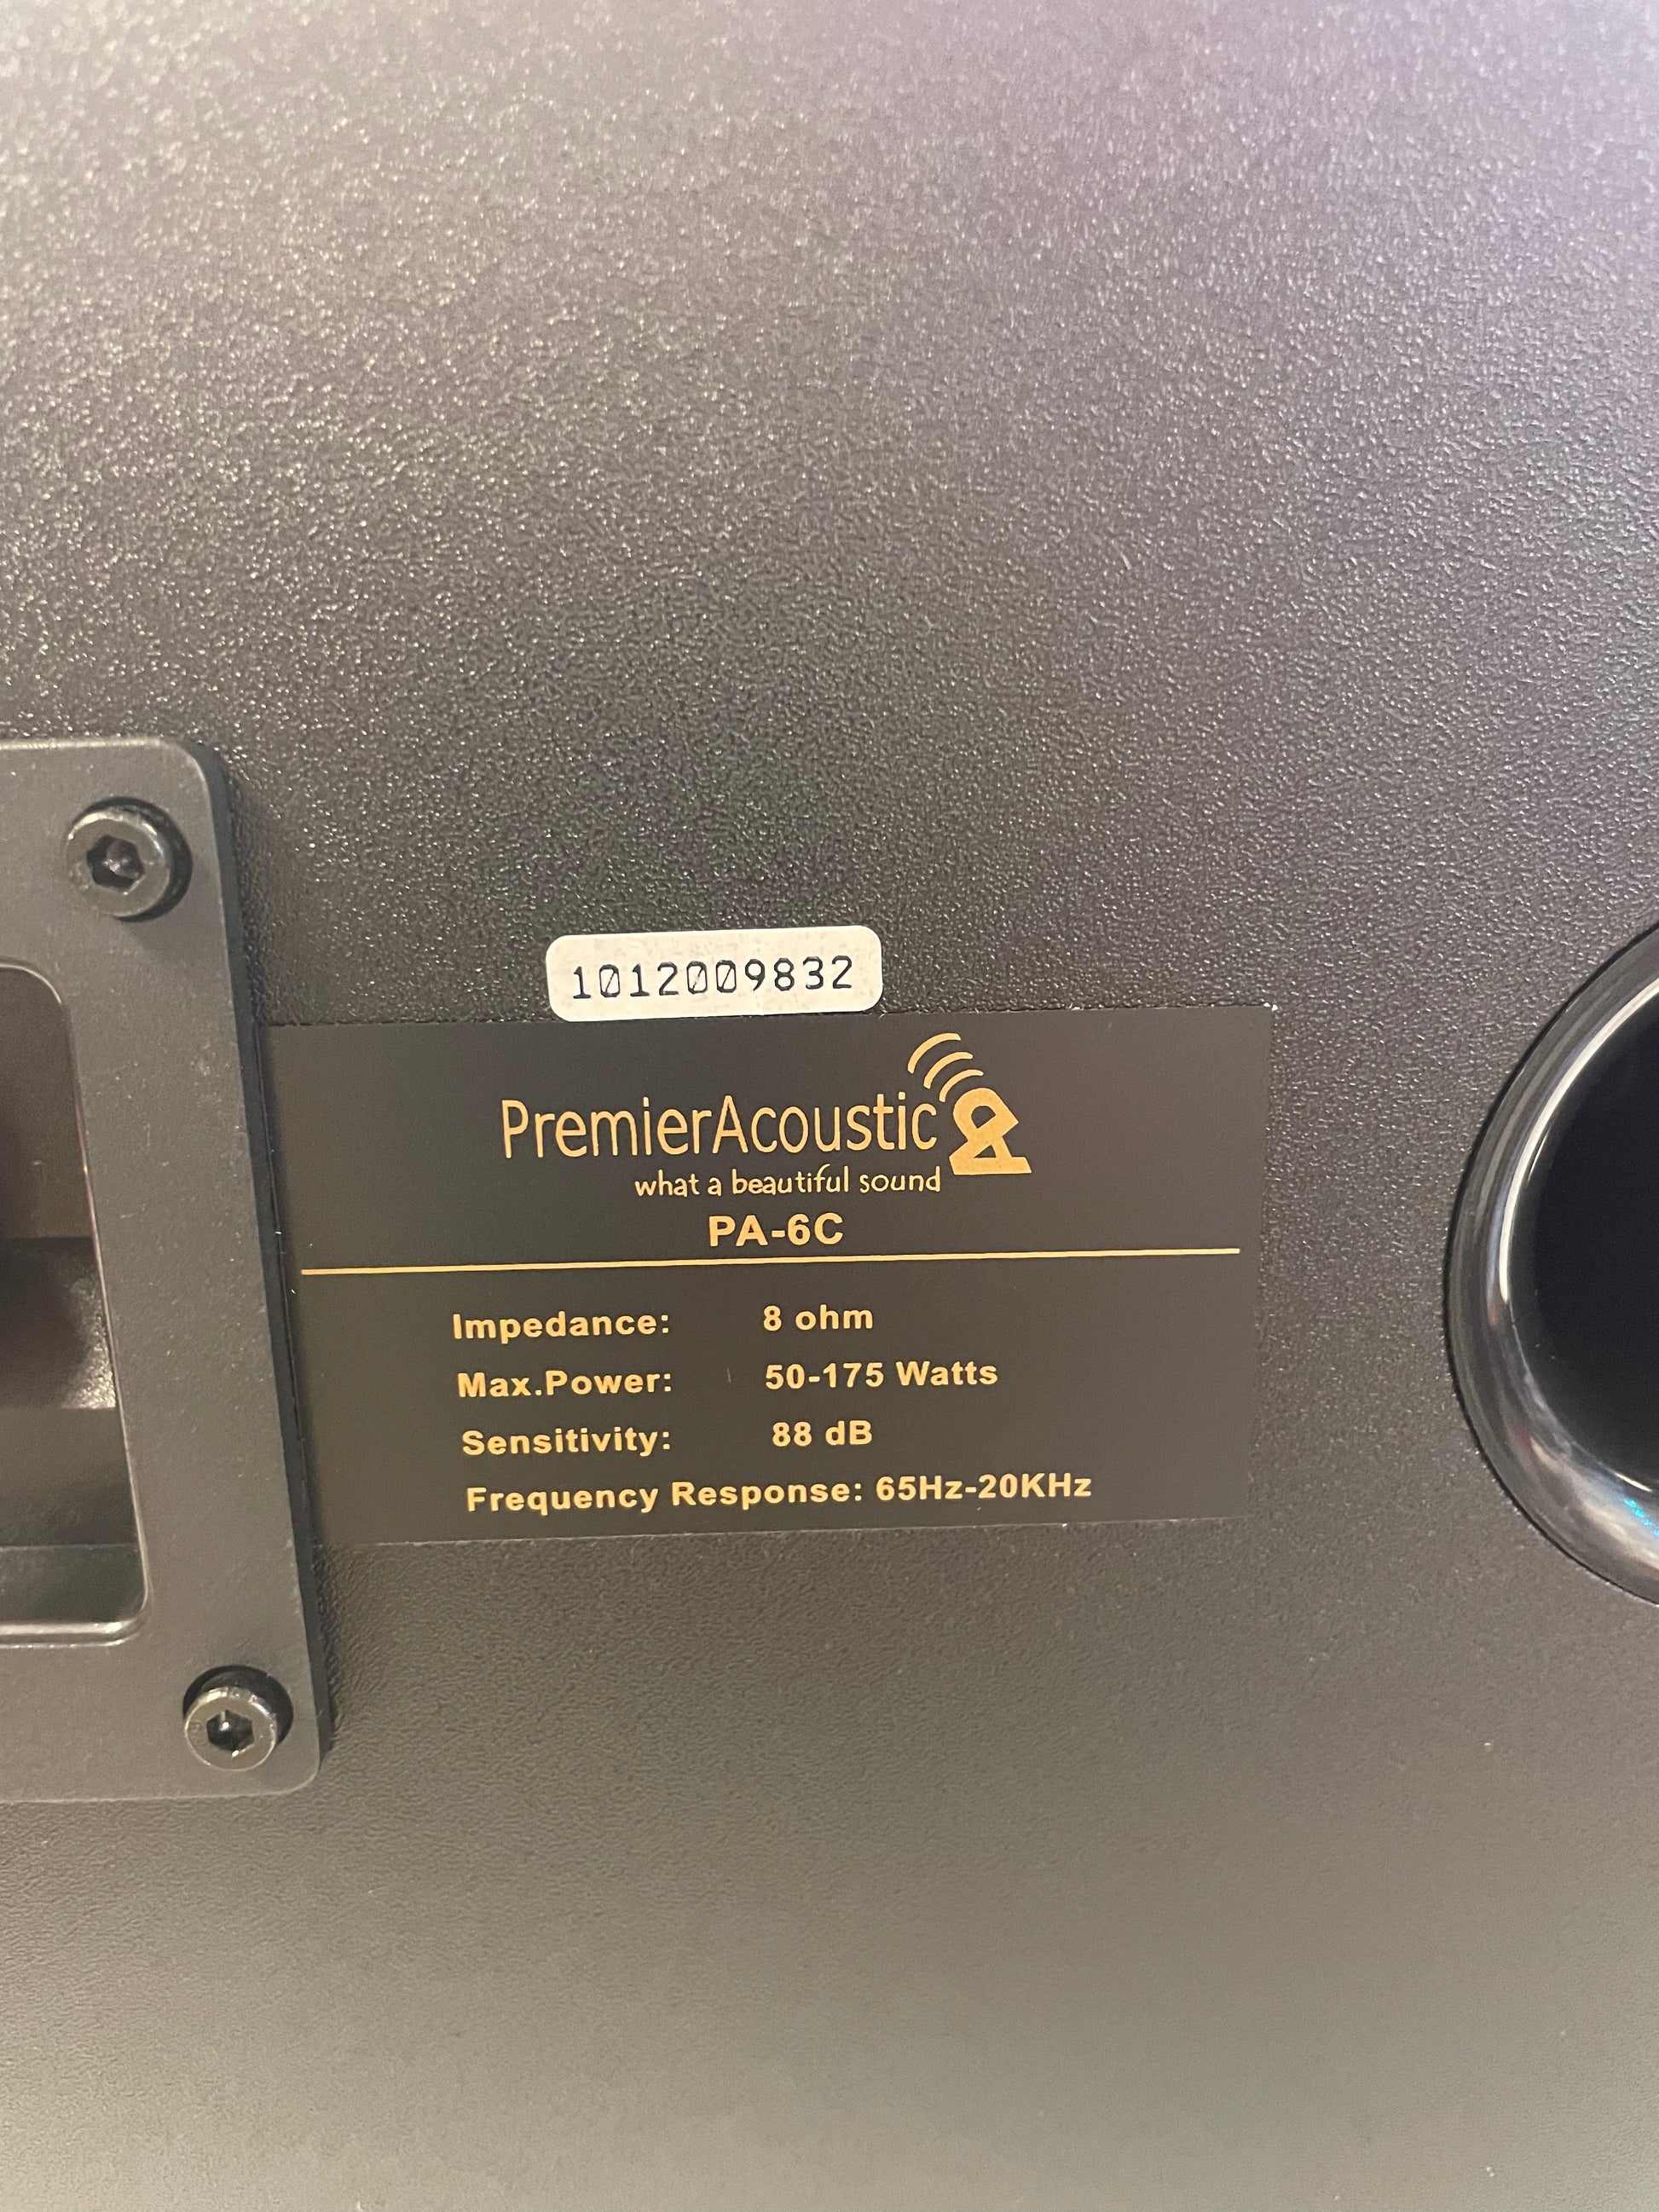 1012009832
PremierAcoustic
what a beautiful sound
PA-6C
Impedance: 8 ohm
Max.Power: 50-175 Watts
Sensitivity: 88 dB
Frequency Response: 65Hz-20KHz